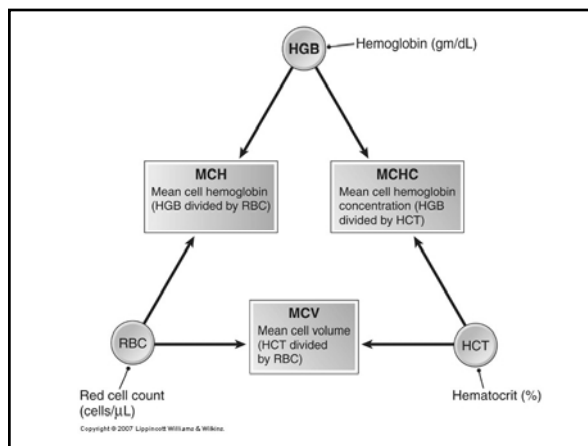 HGB
Hemoglobin (gm/dL)
MCH
Mean cell hemoglobin
(HGB divided by RBC)
MCHC
Mean cell hemoglobin
concentration (HGB
divided by HCT)
MCV
Mean cell volume
(HCT divided
by RBC)
RBC
HCT
Red cell count
(cells/μL)
Hematocrit (%)
Copyright © 2007 Lippincott Williams & Wilkins.